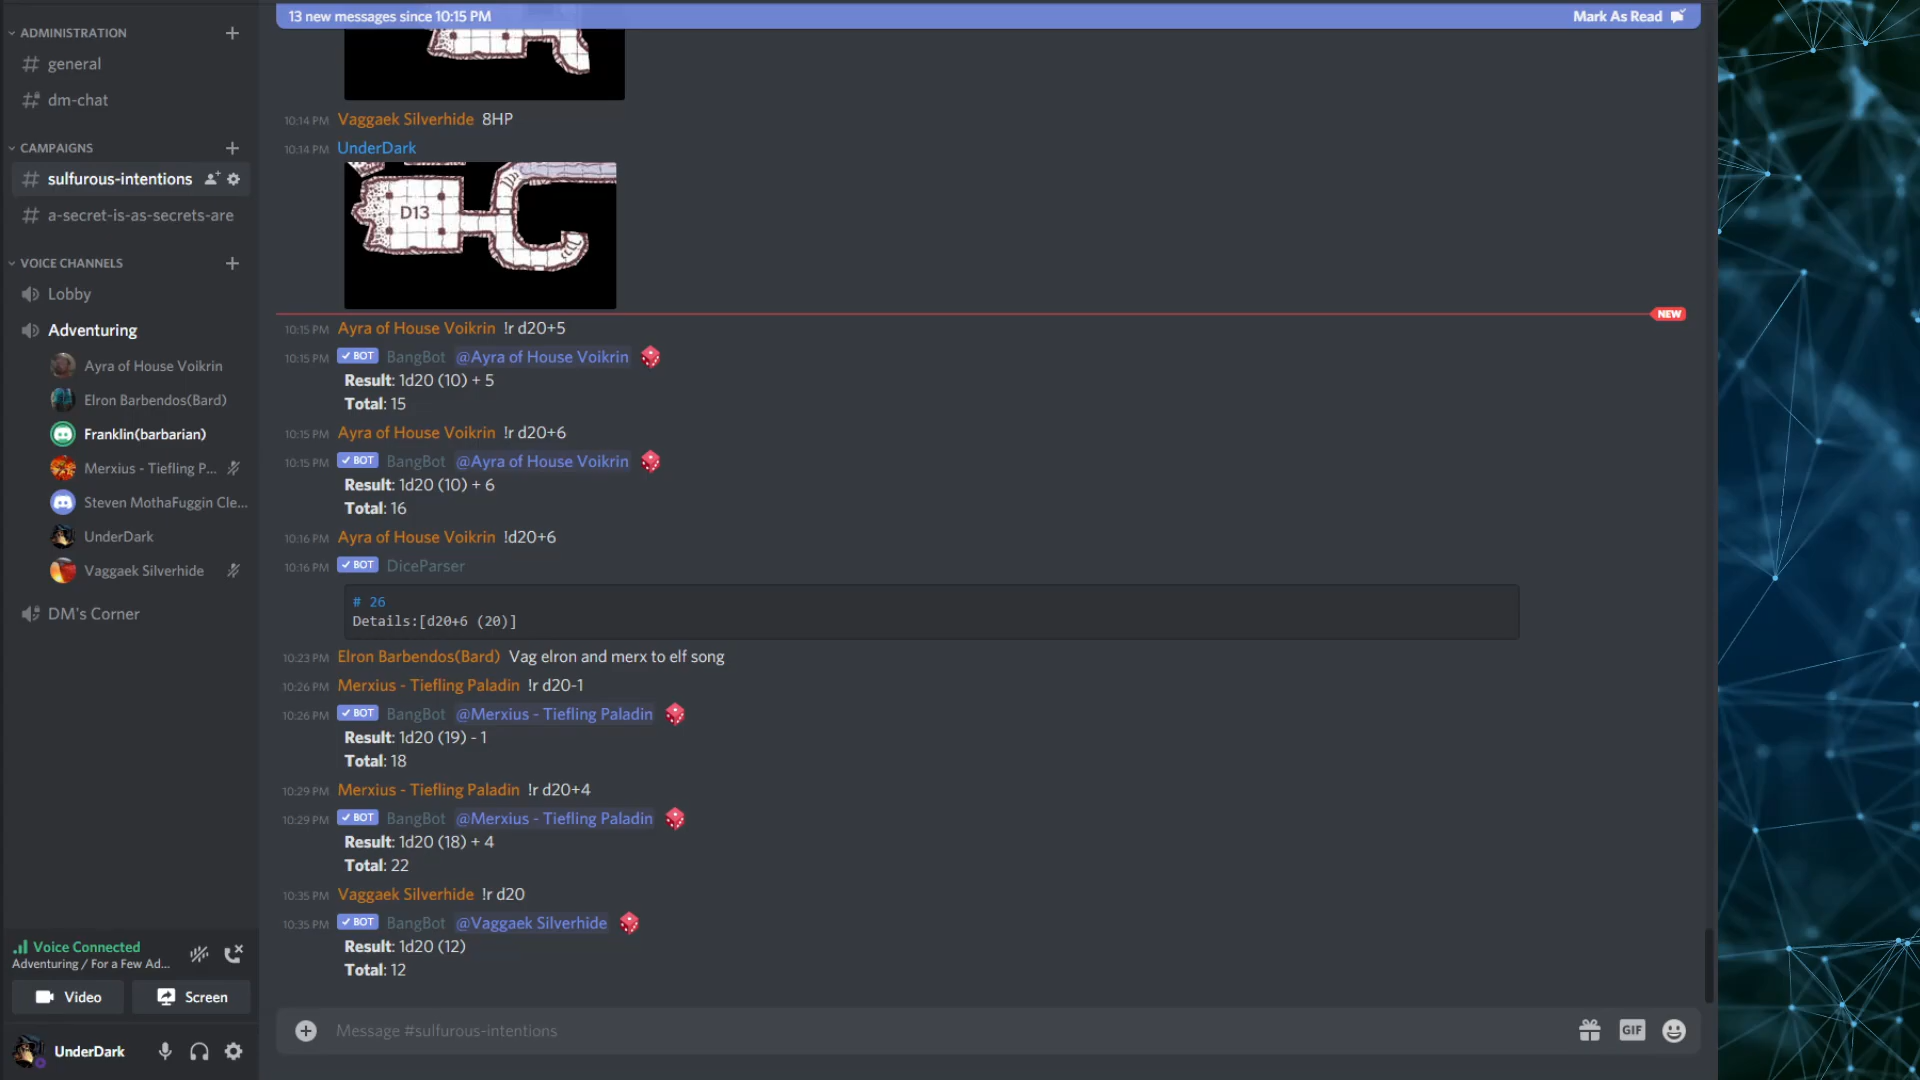 ADMINISTRATION
general
dm-chat
CAMPAIGNS
sulfurous-intentions
a-secret-is-as-secrets-are
VOICE CHANNELS
Lobby
Adventuring
Ayra of House Voikrin
Elron Barbendos(Bard)
Franklin(barbarian)
Merxius - Tiefling P...
Steven MothaFuggin Cle...
UnderDark
Vaggaek Silverhide
DM's Corner
Voice Connected
Adventuring / For a Few Ad...
Video
Screen
UnderDark
13 new messages since 10:15 PM
Mark As Read
10:14 PM Vaggaek Silverhide 8HP
10:14 PM UnderDark
D13
NEW
10:15 PM Ayra of House Voikrin !r d20+5
10:15 PM BOT BangBot @Ayra of House Voikrin
Result: 1d20 (10) + 5
Total: 15
10:15 PM Ayra of House Voikrin !r d20+6
10:15 PM BOT BangBot @Ayra of House Voikrin
Result: 1d20 (10) + 6
Total: 16
10:16 PM Ayra of House Voikrin !d20+6
10:16 PM BOT DiceParser
# 26
Details:[d20+6 (20)]
10:23 PM Elron Barbendos(Bard) Vag elron and merx to elf song
10:26 PM Merxius - Tiefling Paladin !r d20-1
10:26 PM BOT BangBot @Merxius - Tiefling Paladin
Result: 1d20 (19) - 1
Total: 18
10:29 PM Merxius - Tiefling Paladin !r d20+4
10:29 PM BOT BangBot @Merxius - Tiefling Paladin
Result: 1d20 (18) + 4
Total: 22
10:35 PM Vaggaek Silverhide !r d20
10:35 PM BOT BangBot @Vaggaek Silverhide
Result: 1d20 (12)
Total: 12
Message #sulfurous-intentions
GIF